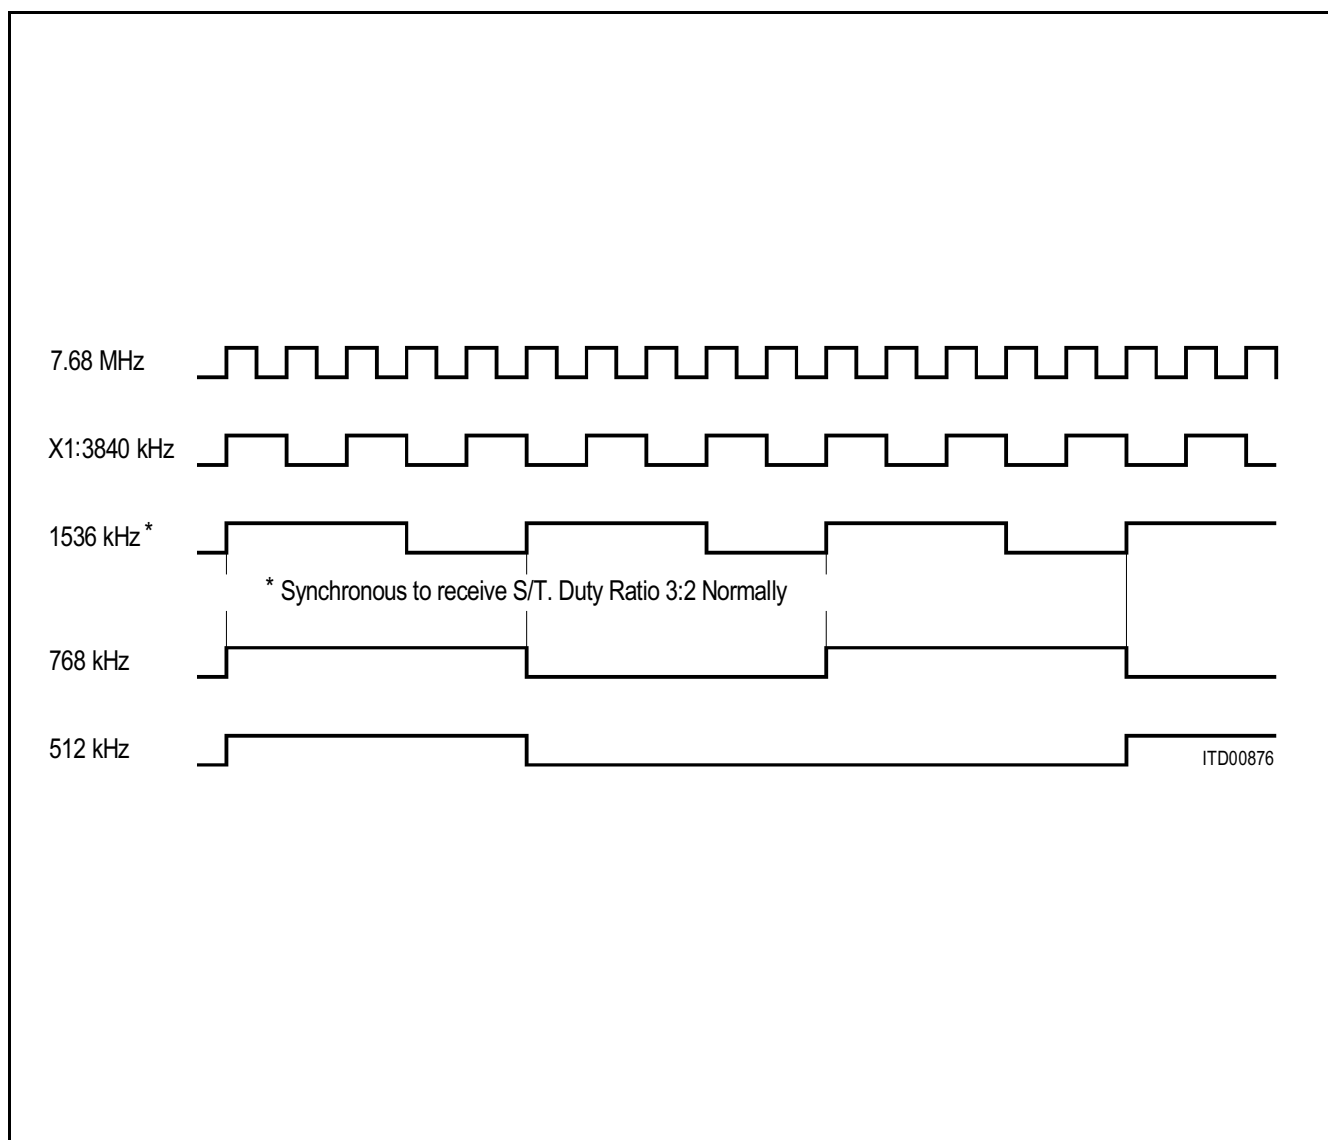 7.68 MHz
X1:3840 kHz
1536 kHz *
* Synchronous to receive S/T. Duty Ratio 3:2 Normally
768 kHz
512 kHz
ITD00876